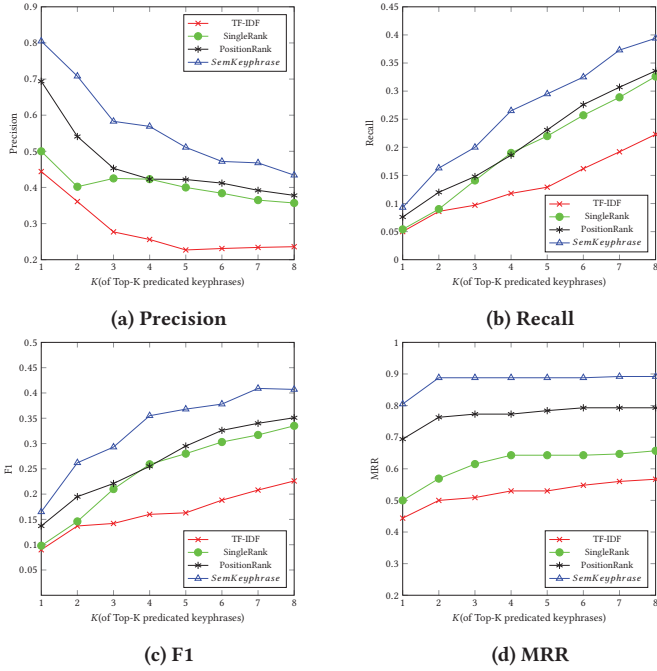 0.9
0.8
0.7
0.6
0.5
0.4
0.3
0.2
Precision
1 2 3 4 5 6 7 8
K(of Top-K predicated keyphrases)
TF-IDF
SingleRank
PositionRank
SemKeyphrase
(a) Precision
0.45
0.4
0.35
0.3
0.25
0.2
0.15
0.1
0.05
0
Recall
1 2 3 4 5 6 7 8
K(of Top-K predicated keyphrases)
TF-IDF
SingleRank
PositionRank
SemKeyphrase
(b) Recall
0.5
0.45
0.4
0.35
0.3
0.25
0.2
0.15
0.1
0.05
F1
1 2 3 4 5 6 7 8
K(of Top-K predicated keyphrases)
TF-IDF
SingleRank
PositionRank
SemKeyphrase
(c) F1
1
0.9
0.8
0.7
0.6
0.5
0.4
0.3
0.2
MRR
1 2 3 4 5 6 7 8
K(of Top-K predicated keyphrases)
TF-IDF
SingleRank
PositionRank
SemKeyphrase
(d) MRR